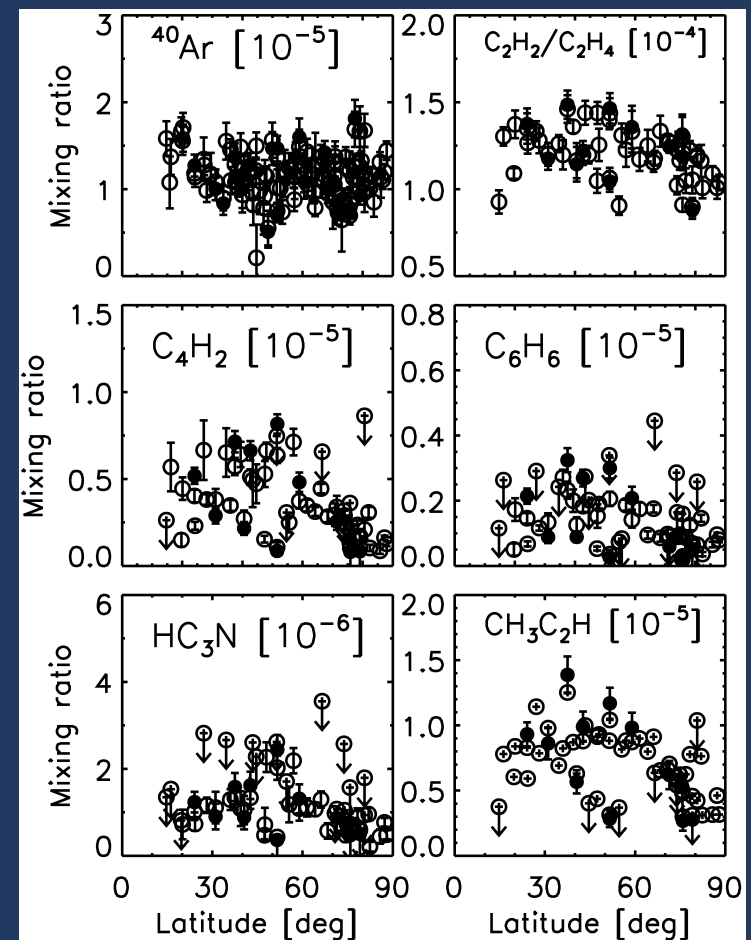 ⁴⁰Ar [10⁻⁵]
Mixing ratio
3
2
1
0
C₂H₂/C₂H₄ [10⁻⁴]
2.0
1.5
1.0
0.5
C₄H₂ [10⁻⁵]
Mixing ratio
1.5
1.0
0.5
0.0
C₆H₆ [10⁻⁵]
0.8
0.6
0.4
0.2
0.0
HC₃N [10⁻⁶]
Mixing ratio
6
4
2
0
0 30 60 90
Latitude [deg]
CH₃C₂H [10⁻⁵]
2.0
1.5
1.0
0.5
0.0
0 30 60 90
Latitude [deg]